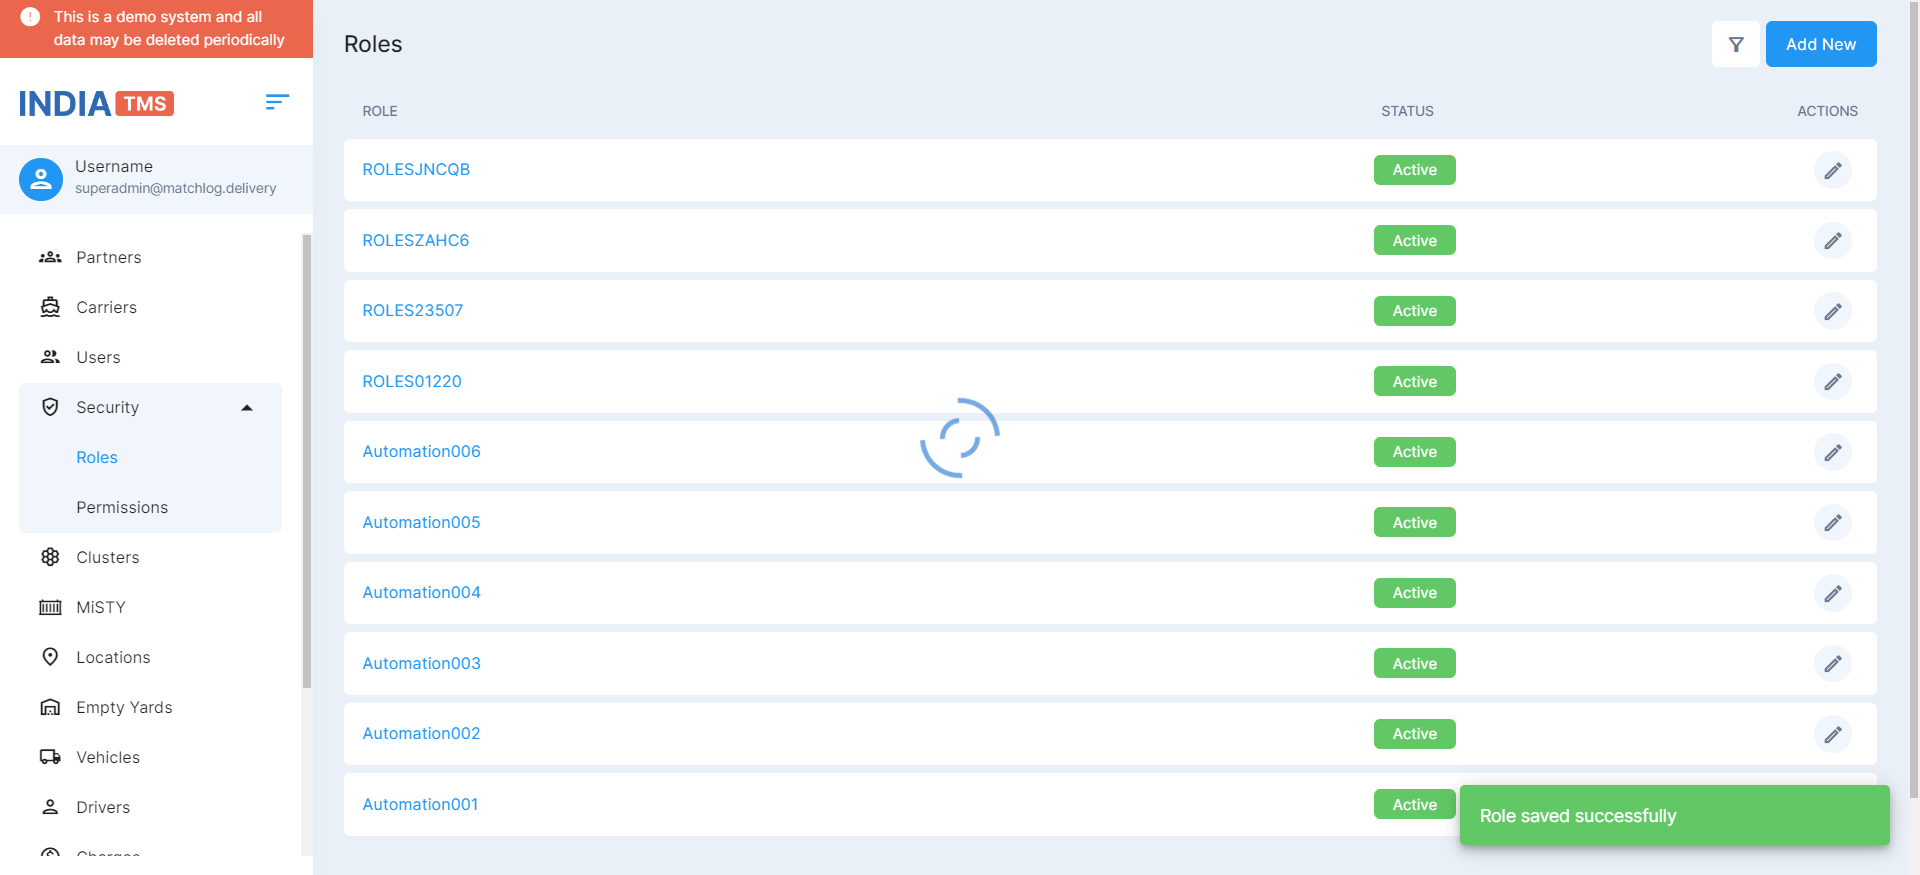 This is a demo system and all
data may be deleted periodically
INDIA TMS
Username
superadmin@matchlog.delivery
Partners
Carriers
Users
Security
Roles
Permissions
Clusters
MiSTY
Locations
Empty Yards
Vehicles
Drivers
Charges
Roles
Add New
ROLE STATUS ACTIONS
ROLESJNCQB Active
ROLESZAHC6 Active
ROLES23507 Active
ROLES01220 Active
Automation006 Active
Automation005 Active
Automation004 Active
Automation003 Active
Automation002 Active
Automation001 Active
Role saved successfully